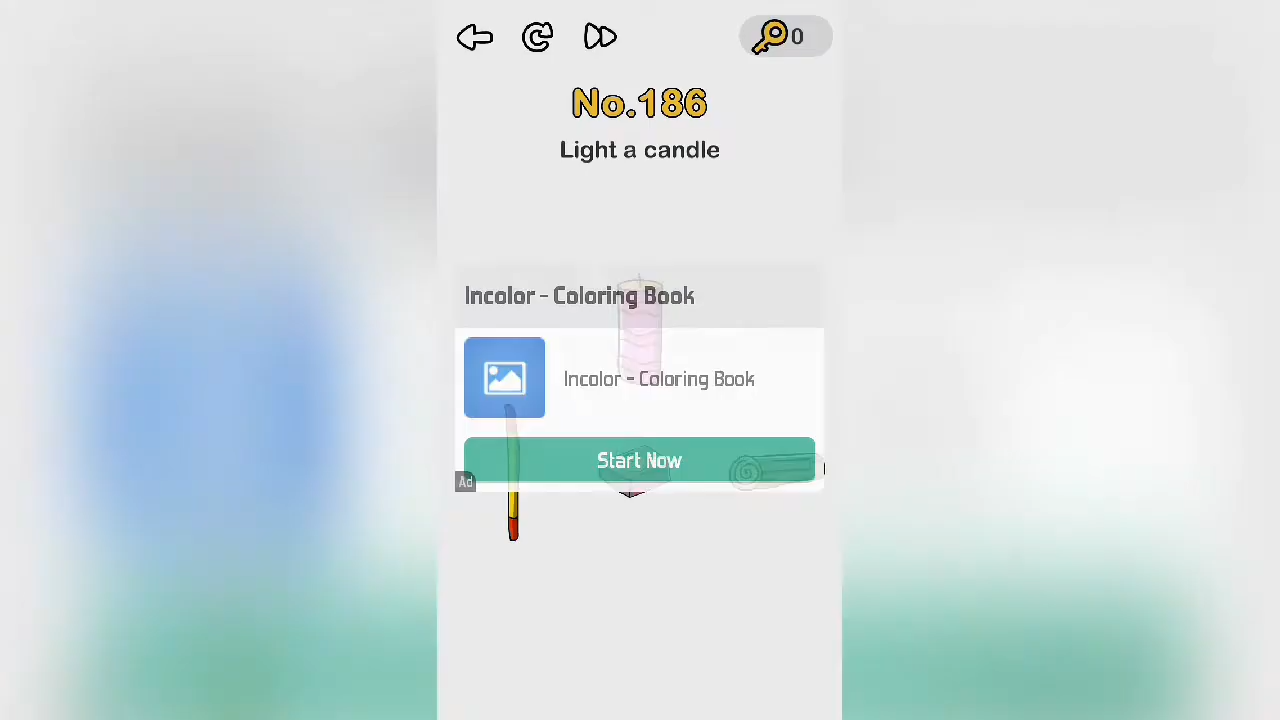 0
No.186
Light a candle
Incolor - Coloring Book
Incolor - Coloring Book
Start Now
Ad